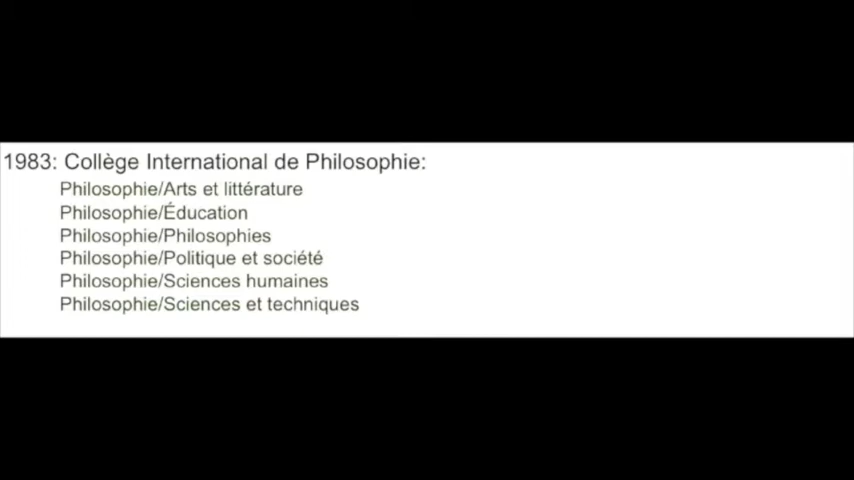 1983: Collège International de Philosophie:
Philosophie/Arts et littérature
Philosophie/Éducation
Philosophie/Philosophies
Philosophie/Politique et société
Philosophie/Sciences humaines
Philosophie/Sciences et techniques